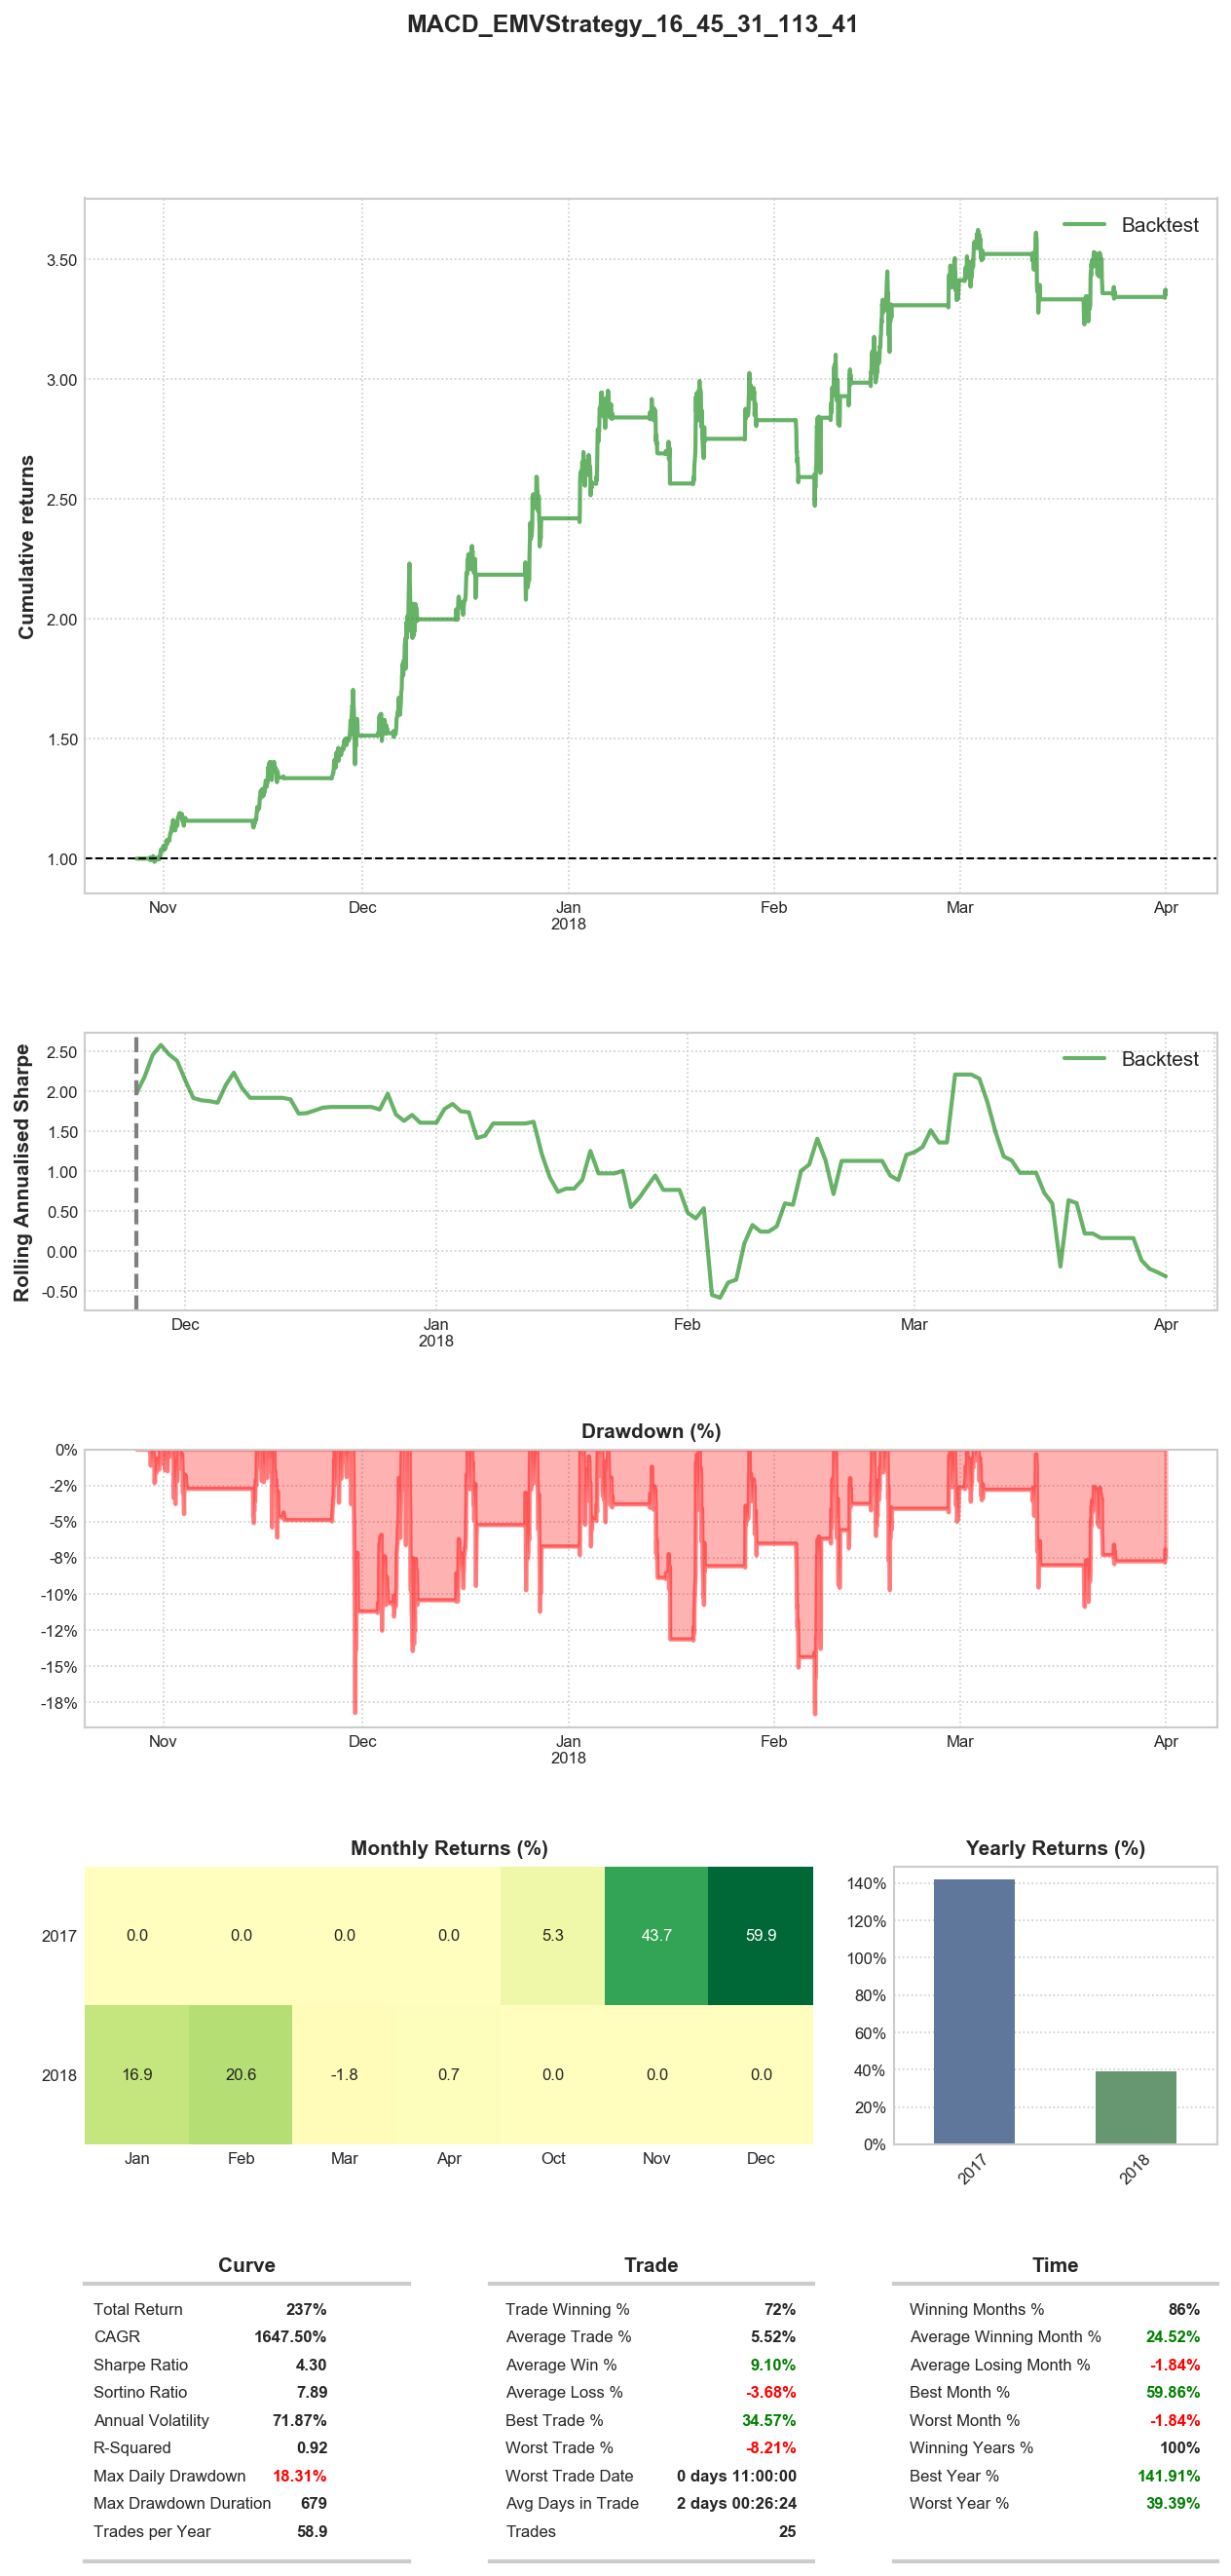 MACD_EMVStrategy_16_45_31_113_41
Backtest
Cumulative returns
3.50
3.00
2.50
2.00
1.50
1.00
Nov Dec Jan Feb Mar Apr
2018
Backtest
Rolling Annualised Sharpe
2.50
2.00
1.50
1.00
0.50
0.00
-0.50
Dec Jan Feb Mar Apr
2018
Drawdown (%)
0%
-2%
-5%
-8%
-10%
-12%
-15%
-18%
Nov Dec Jan Feb Mar Apr
2018
Monthly Returns (%)
2017 0.0 0.0 0.0 0.0 5.3 43.7 59.9
2018 16.9 20.6 -1.8 0.7 0.0 0.0 0.0
Jan Feb Mar Apr Oct Nov Dec
Yearly Returns (%)
140%
120%
100%
80%
60%
40%
20%
0%
2017 2018
Curve
Total Return 237%
CAGR 1647.50%
Sharpe Ratio 4.30
Sortino Ratio 7.89
Annual Volatility 71.87%
R-Squared 0.92
Max Daily Drawdown 18.31%
Max Drawdown Duration 679
Trades per Year 58.9
Trade
Trade Winning % 72%
Average Trade % 5.52%
Average Win % 9.10%
Average Loss % -3.68%
Best Trade % 34.57%
Worst Trade % -8.21%
Worst Trade Date 0 days 11:00:00
Avg Days in Trade 2 days 00:26:24
Trades 25
Time
Winning Months % 86%
Average Winning Month % 24.52%
Average Losing Month % -1.84%
Best Month % 59.86%
Worst Month % -1.84%
Winning Years % 100%
Best Year % 141.91%
Worst Year % 39.39%